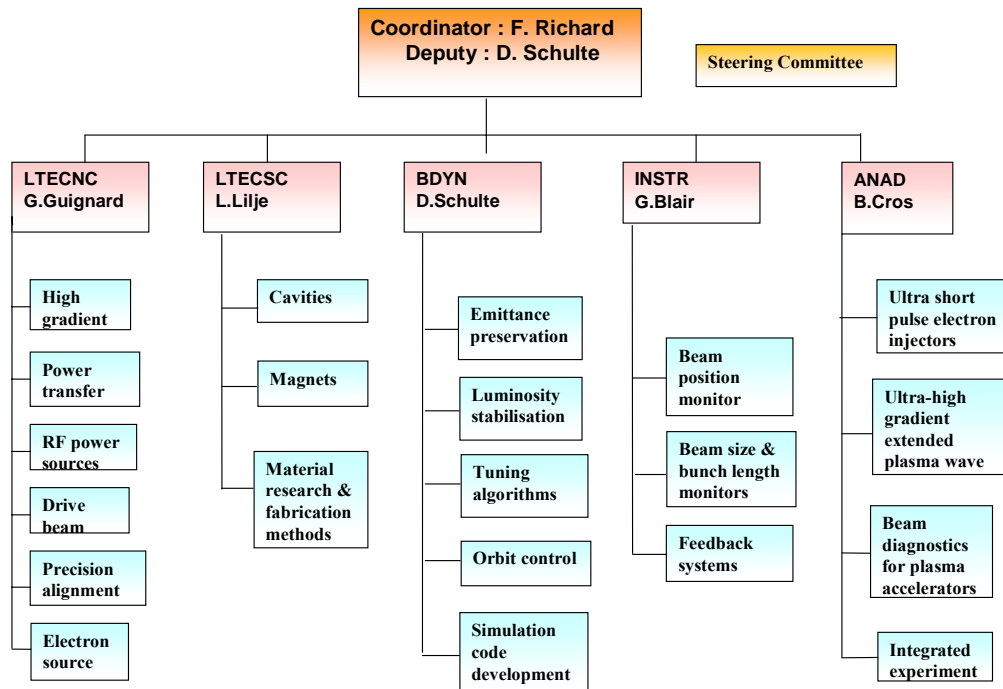 Coordinator : F. Richard
Deputy : D. Schulte
Steering Committee
LTECNC
G.Guignard
High
gradient
Power
transfer
RF power
sources
Drive
beam
Precision
alignment
Electron
source
LTECSC
L.Lilje
Cavities
Magnets
Material
research &
fabrication
methods
BDYN
D.Schulte
Emittance
preservation
Luminosity
stabilisation
Tuning
algorithms
Orbit control
Simulation
code
development
INSTR
G.Blair
Beam
position
monitor
Beam size &
bunch length
monitors
Feedback
systems
ANAD
B.Cros
Ultra short
pulse electron
injectors
Ultra-high
gradient
extended
plasma wave
Beam
diagnostics
for plasma
accelerators
Integrated
experiment